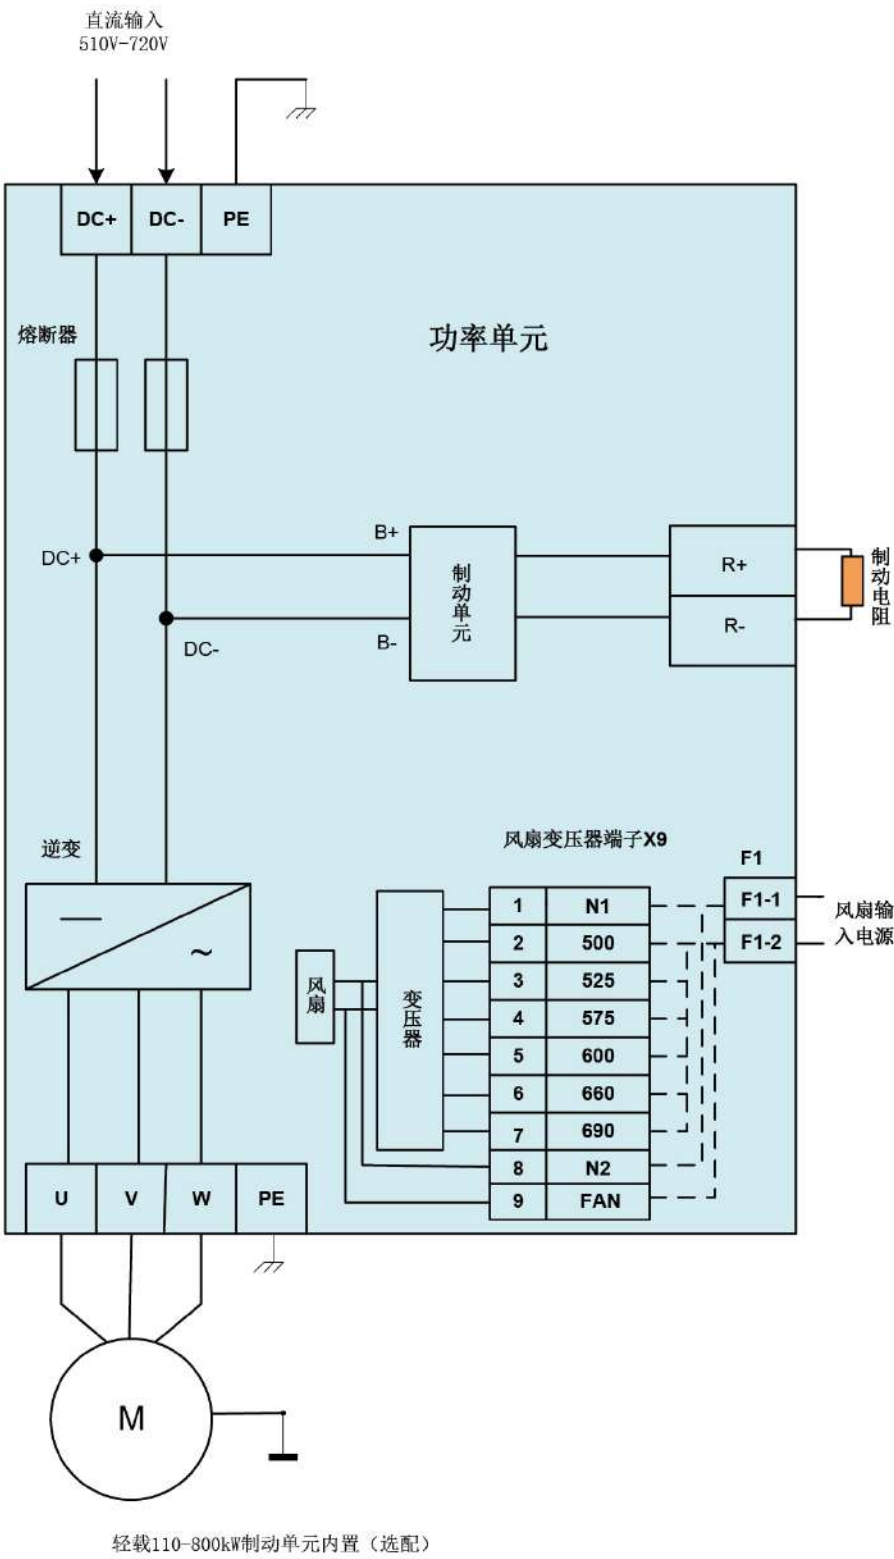 直流输入
510V-720V
DC+
DC-
PE
熔断器
功率单元
DC+
DC-
B+
B-
制动单元
R+
R-
制动电阻
逆变
~
风扇变压器端子X9
F1
F1-1
F1-2
风扇输
入电源
风扇
变压器
1 N1
2 500
3 525
4 575
5 600
6 660
7 690
8 N2
9 FAN
U
V
W
PE
M
轻载110-800kW制动单元内置（选配）